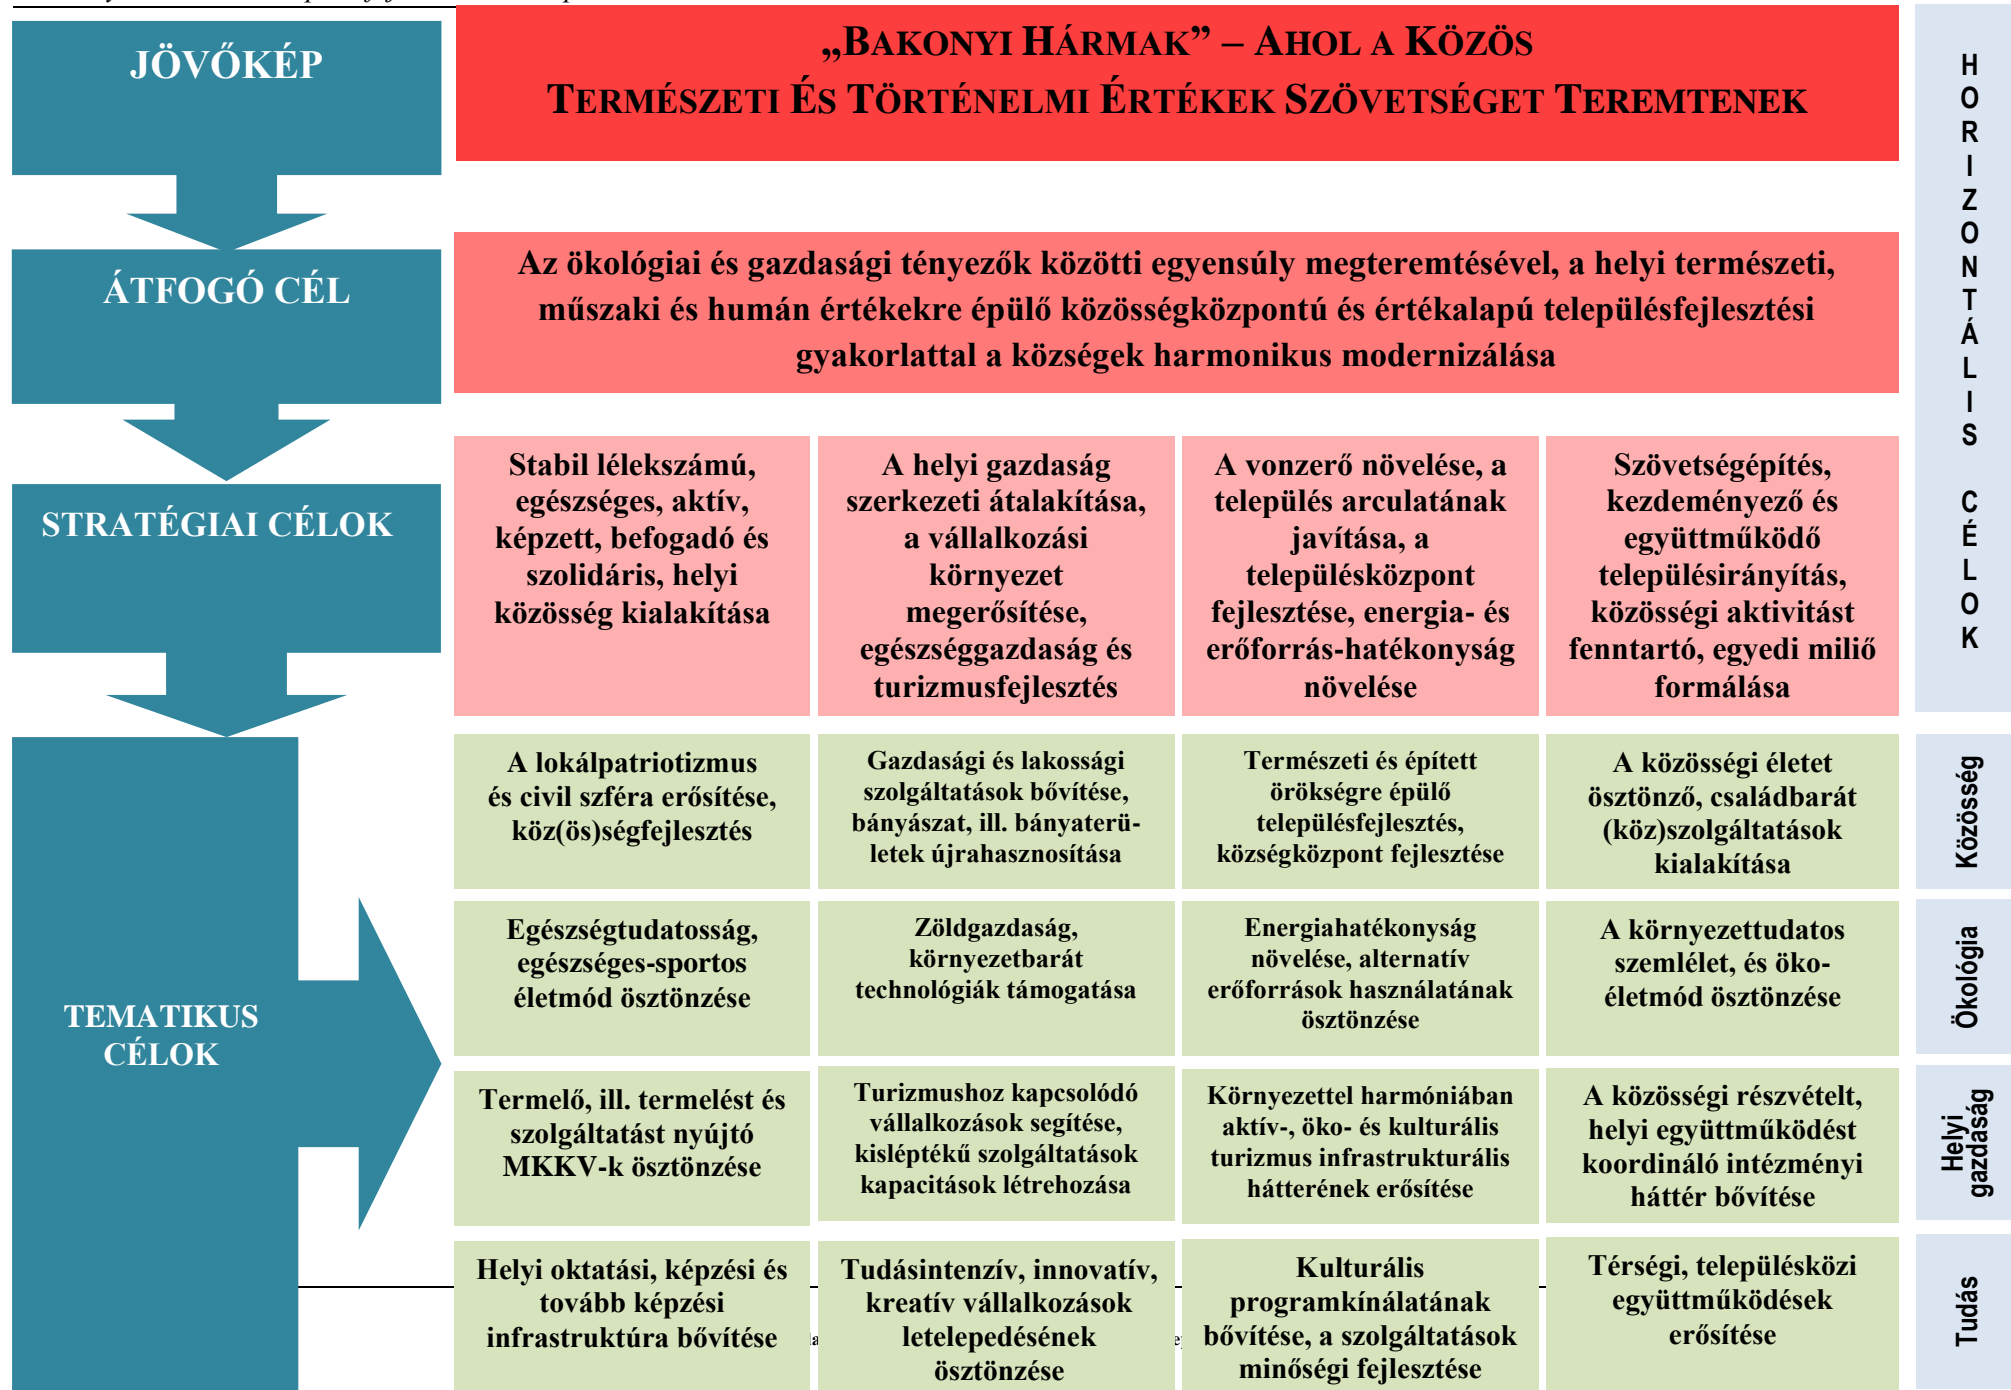 JÖVŐKÉP
„BAKONYI HÁRMAK” – AHOL A KÖZÖS
TERMÉSZETI ÉS TÖRTÉNELMI ÉRTÉKEK SZÖVETSÉGET TEREMTENEK
HORIZONTÁLIS CÉLOK
ÁTFOGÓ CÉL
Az ökológiai és gazdasági tényezők közötti egyensúly megteremtésével, a helyi természeti,
műszaki és humán értékekre épülő közösségközpontú és értékalapú településfejlesztési
gyakorlattal a községek harmonikus modernizálása
STRATÉGIAI CÉLOK
Stabil lélekszámú,
egészséges, aktív,
képzett, befogadó és
szolidáris, helyi
közösség kialakítása
A helyi gazdaság
szerkezeti átalakítása,
a vállalkozási
környezet
megerősítése,
egészséggazdaság és
turizmusfejlesztés
A vonzerő növelése, a
település arculatának
javítása, a
településközpont
fejlesztése, energia- és
erőforrás-hatékonyság
növelése
Szövetségépítés,
kezdeményező és
együttműködő
településirányítás,
közösségi aktivitást
fenntartó, egyedi miliő
formálása
TEMATIKUS
CÉLOK
A lokálpatriotizmus
és civil szféra erősítése,
köz(ös)ségfejlesztés
Gazdasági és lakossági
szolgáltatások bővítése,
bányászat, ill. bányaterü-
letek újrahasznosítása
Természeti és épített
örökségre épülő
településfejlesztés,
községközpont fejlesztése
A közösségi életet
ösztönző, családbarát
(köz)szolgáltatások
kialakítása
Közösség
Egészségtudatosság,
egészséges-sportos
életmód ösztönzése
Zöldgazdaság,
környezetbarát
technológiák támogatása
Energiahatékonyság
növelése, alternatív
erőforrások használatának
ösztönzése
A környezettudatos
szemlélet, és öko-
életmód ösztönzése
Ökológia
Termelő, ill. termelést és
szolgáltatást nyújtó
MKKV-k ösztönzése
Turizmushoz kapcsolódó
vállalkozások segítése,
kisléptékű szolgáltatások
kapacitások létrehozása
Környezettel harmóniában
aktív-, öko- és kulturális
turizmus infrastrukturális
hátterének erősítése
A közösségi részvételt,
helyi együttműködést
koordináló intézményi
háttér bővítése
Helyi
gazdaság
Helyi oktatási, képzési és
tovább képzési
infrastruktúra bővítése
Tudásintenzív, innovatív,
kreatív vállalkozások
letelepedésének
ösztönzése
Kulturális
programkínálatának
bővítése, a szolgáltatások
minőségi fejlesztése
Térségi, településközi
együttműködések
erősítése
Tudás